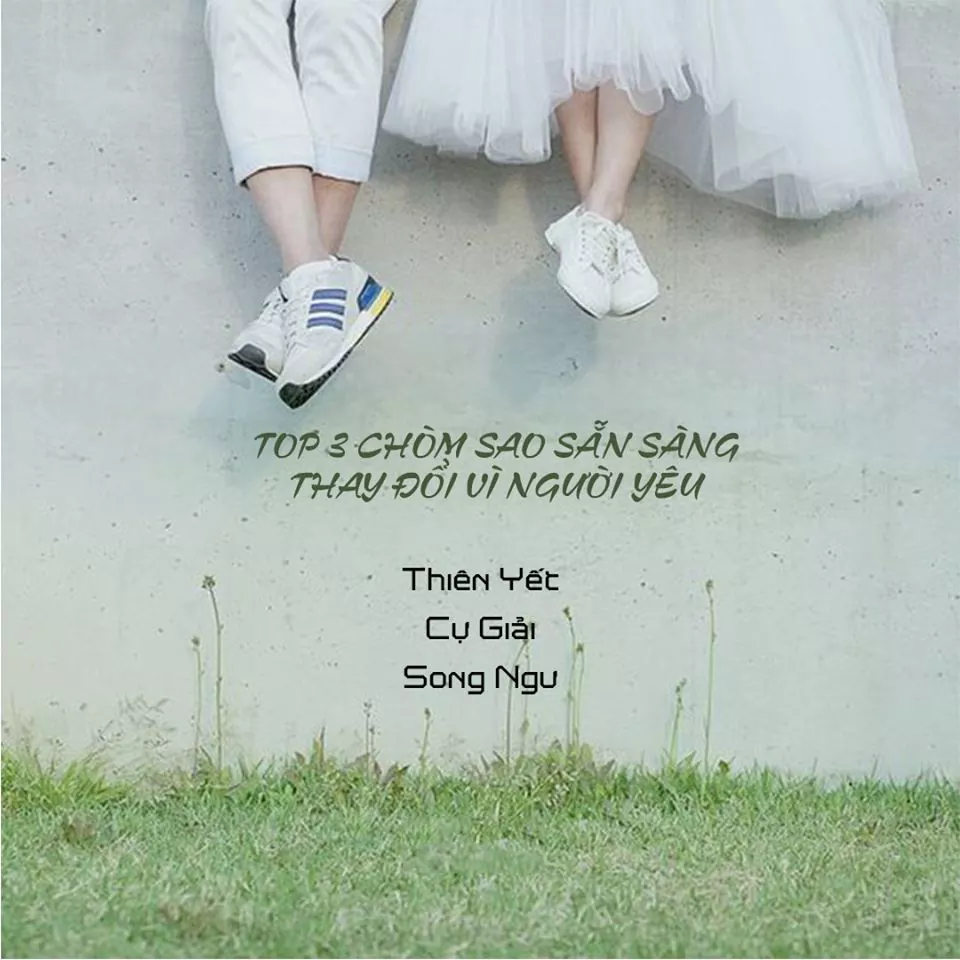 TOP 3 CHÒM SAO SẴN SÀNG
THAY ĐỔI VÌ NGƯỜI YÊU
Thiên Yết
Cự Giải
Song Ngư